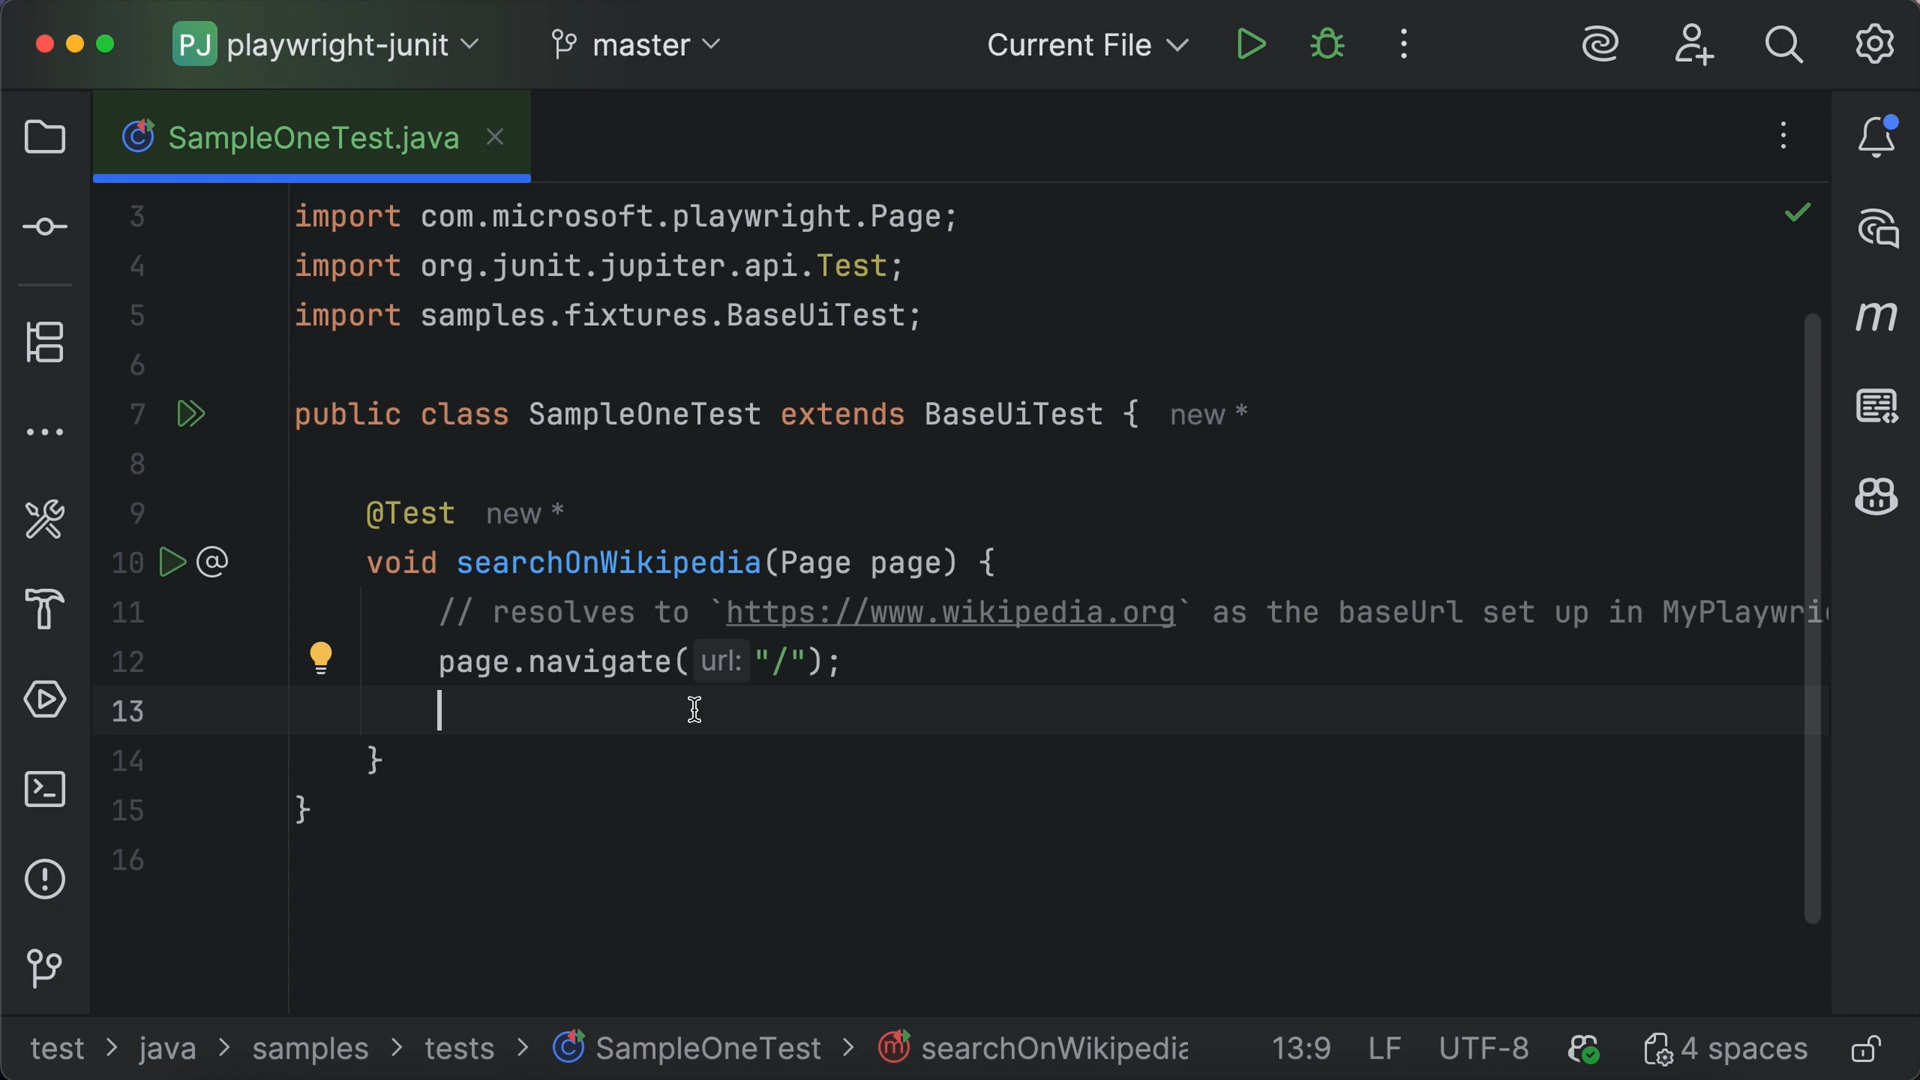 PJ playwright-junit master Current File
SampleOneTest.java
3 import com.microsoft.playwright.Page;
4 import org.junit.jupiter.api.Test;
5 import samples.fixtures.BaseUiTest;
6
7 public class SampleOneTest extends BaseUiTest { new *
8
9 @Test new *
10 void searchOnWikipedia(Page page) {
11 // resolves to `https://www.wikipedia.org` as the baseUrl set up in MyPlaywri
12 page.navigate( url: "/");
13
14 }
15 }
16
test > java > samples > tests > SampleOneTest > searchOnWikipedia 13:9 LF UTF-8 4 spaces